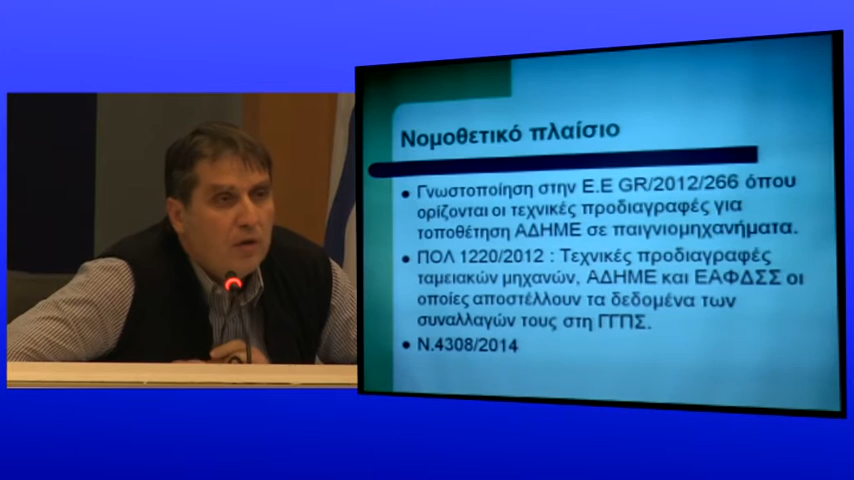 Νομοθετικό πλαίσιο
• Γνωστοποίηση στην Ε.Ε GR/2012/266 όπου
ορίζονται οι τεχνικές προδιαγραφές για
τοποθέτηση ΑΔΗΜΕ σε παιγνιομηχανήματα.
• ΠΟΛ 1220/2012 : Τεχνικές προδιαγραφές
ταμειακών μηχανών, ΑΔΗΜΕ και ΕΑΦΔΣΣ οι
οποίες αποστέλλουν τα δεδομένα των
συναλλαγών τους στη ΓΓΠΣ.
• Ν.4308/2014